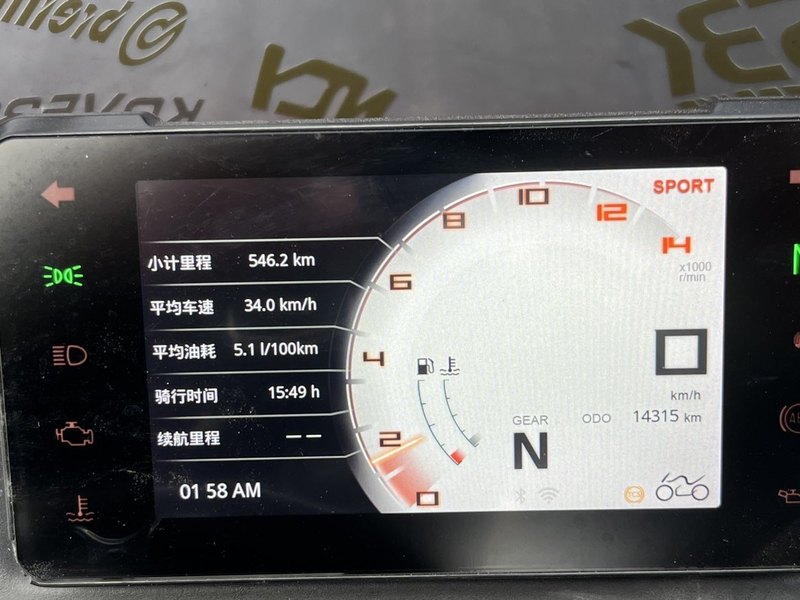 SPORT
小计里程 546.2 km
平均车速 34.0 km/h
平均油耗 5.1 l/100km
骑行时间 15:49 h
续航里程 – –
01 58 AM
0
2
4
6
8
10
12
14
x1000
r/min
0
km/h
GEAR
N
ODO 14315 km
TCS
N